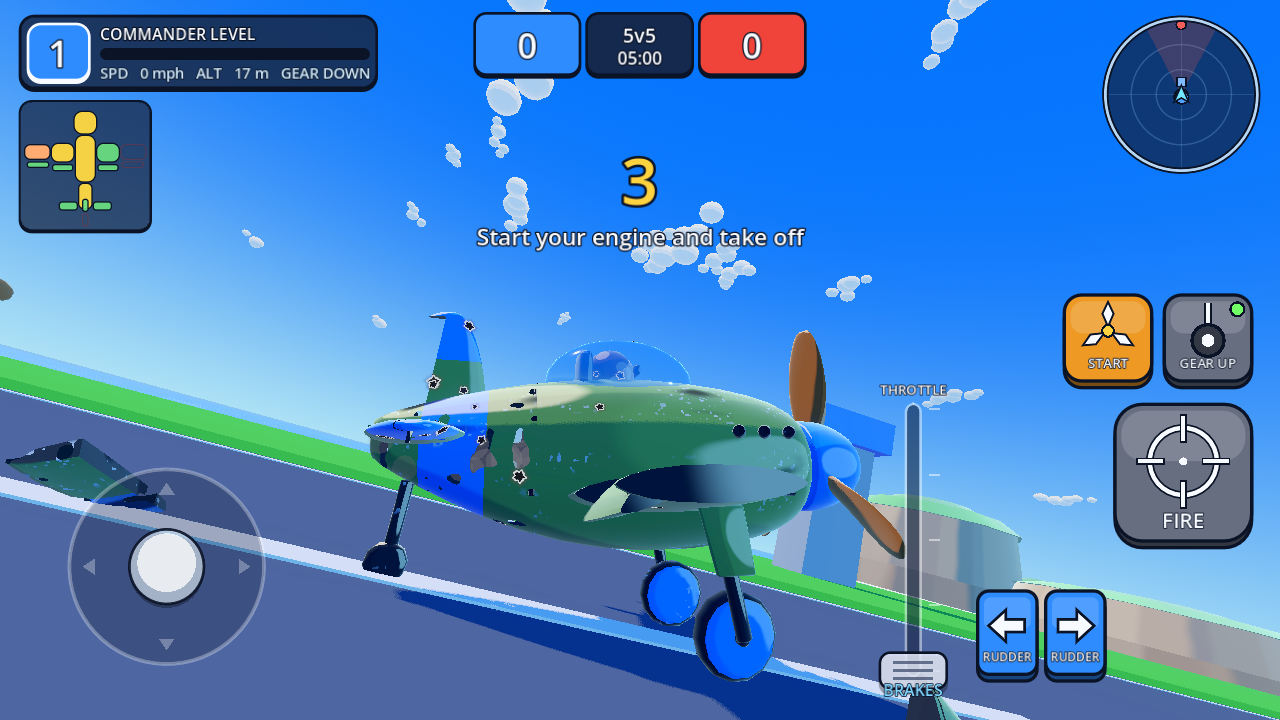 1
COMMANDER LEVEL
SPD 0 mph ALT 17 m GEAR DOWN
0
5v5
05:00
0
3
Start your engine and take off
START
GEAR UP
THROTTLE
FIRE
RUDDER
RUDDER
BRAKES